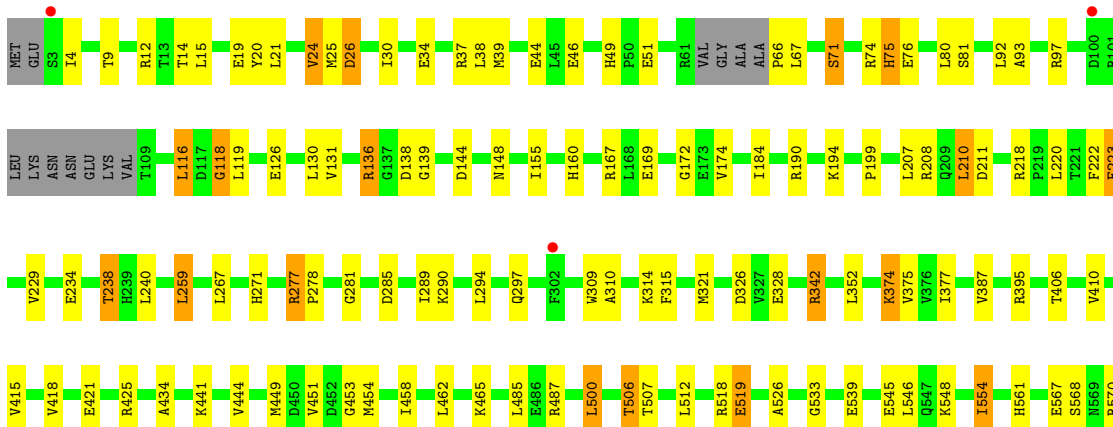 MET GLU S3 I4 T9 R12 T13 T14 L15 E19 Y20 L21 V24 M25 D26 I30 E34 R37 L38 M39 E44 L45 E46 H49 P50 E51 R61 VAL GLY ALA ALA P66 L67 S71 R74 H75 E76 L80 S81 L92 A93 R97 D100 R101
LEU LYS ASN ASN GLU LYS VAL T109 L116 D117 G118 L119 E126 L130 V131 R136 G137 D138 G139 D144 N148 I155 H160 R167 L168 E169 G172 E173 V174 I184 R190 K194 P199 L207 R208 Q209 L210 D211 R218 P219 L220 T221 F222 E223
V229 E234 T238 H239 L240 L259 L267 H271 R277 P278 G281 D285 I289 K290 L294 Q297 F302 W309 A310 K314 F315 M321 D326 V327 E328 R342 L352 K374 V375 V376 I377 V387 R395 T406 V410
V415 V418 E421 R425 A434 K441 V444 M449 D450 V451 D452 G453 M454 I458 L462 K465 L485 E486 R487 L500 T506 T507 L512 R518 E519 A526 G533 E539 E545 L546 Q547 K548 I554 H561 E567 S568 N569 R570